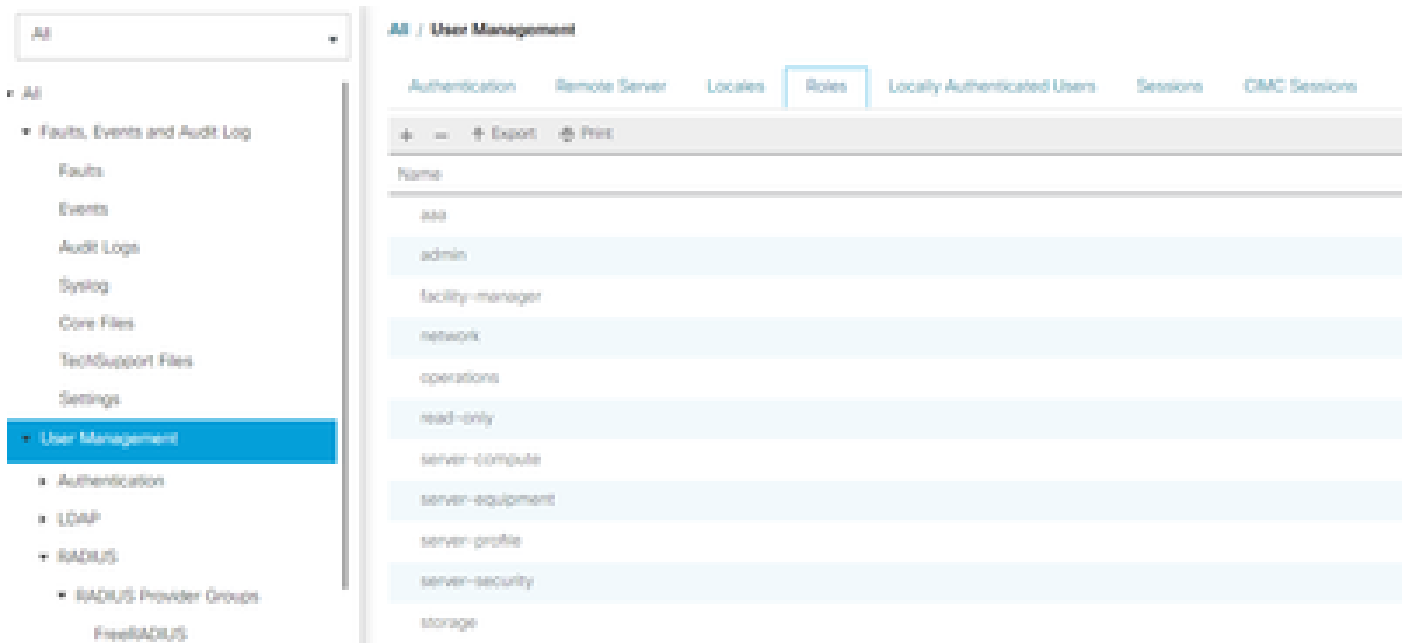 All
All
Faults, Events and Audit Log
Faults
Events
Audit Logs
Syslog
Core Files
TechSupport Files
Settings
User Management
Authentication
LDAP
RADIUS
RADIUS Provider Groups
FreeRADIUS
All / User Management
Authentication Remote Server Locales Roles Locally Authenticated Users Sessions CIMC Sessions
+ − Export Print
Name
aaa
admin
facility-manager
network
operations
read-only
server-compute
server-equipment
server-profile
server-security
storage